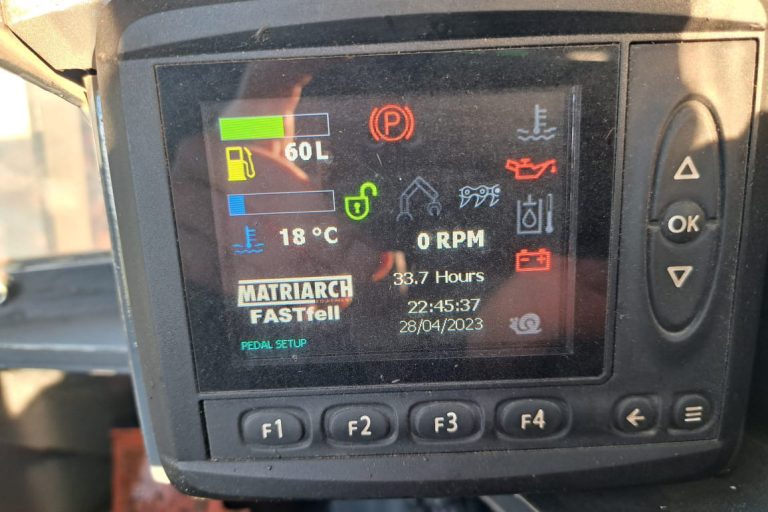 P
60 L
18 °C
0 RPM
33.7 Hours
MATRIARCH
FASTfell
22:45:37
28/04/2023
PEDAL SETUP
OK
F1 F2 F3 F4